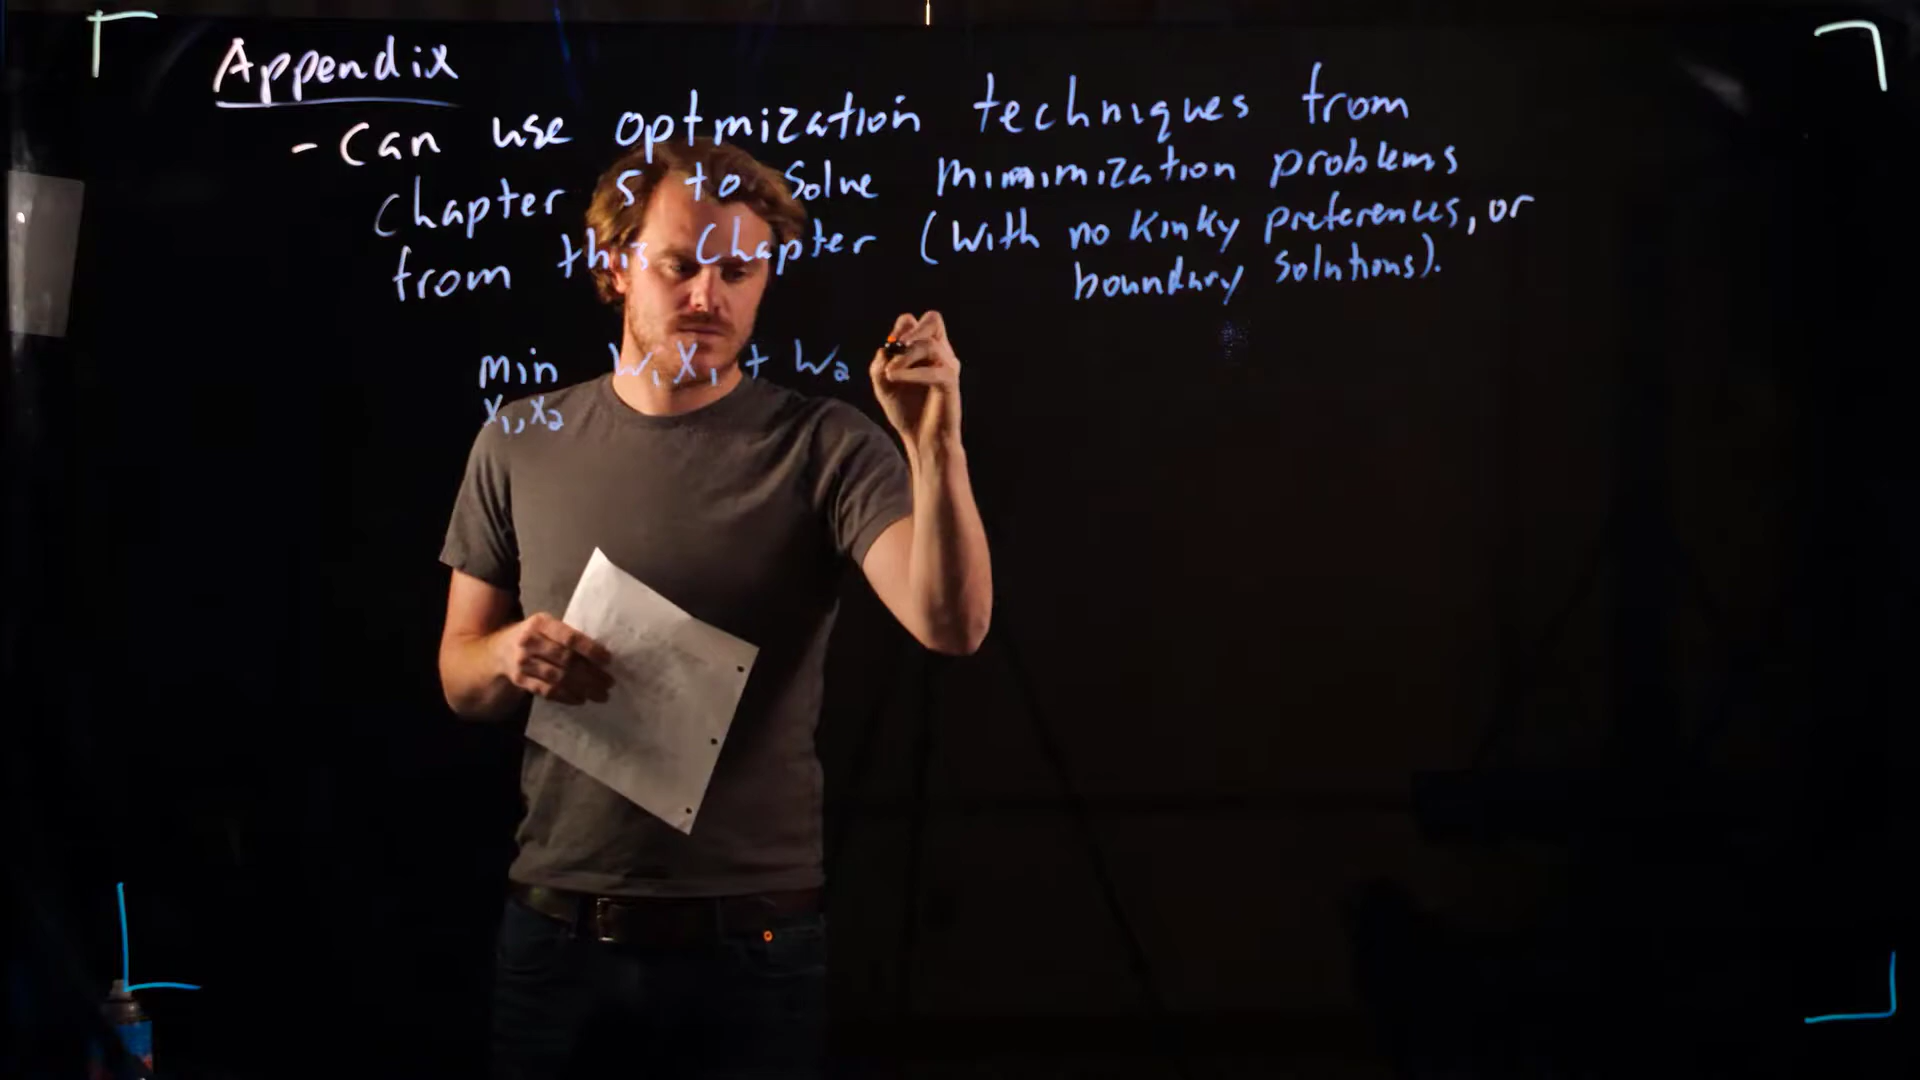 Appendix
- Can use optmization techniques from
Chapter 5 to solve minimization problems
from this Chapter (with no kinky preferences, or
boundary solutions).
min w₁x₁ + w₂
x₁,x₂